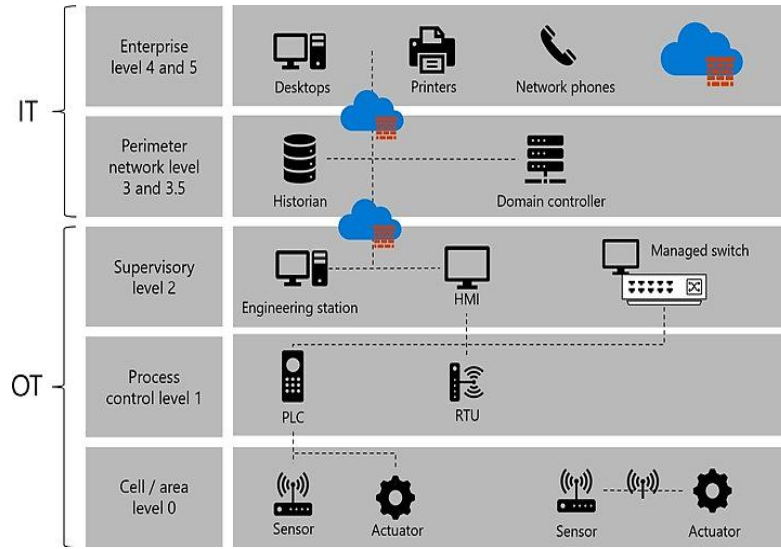 IT
Enterprise
level 4 and 5
Desktops
Printers
Network phones
Perimeter
network level
3 and 3.5
Historian
Domain controller
OT
Supervisory
level 2
Engineering station
HMI
Managed switch
Process
control level 1
PLC
RTU
Cell / area
level 0
Sensor
Actuator
Sensor
Actuator